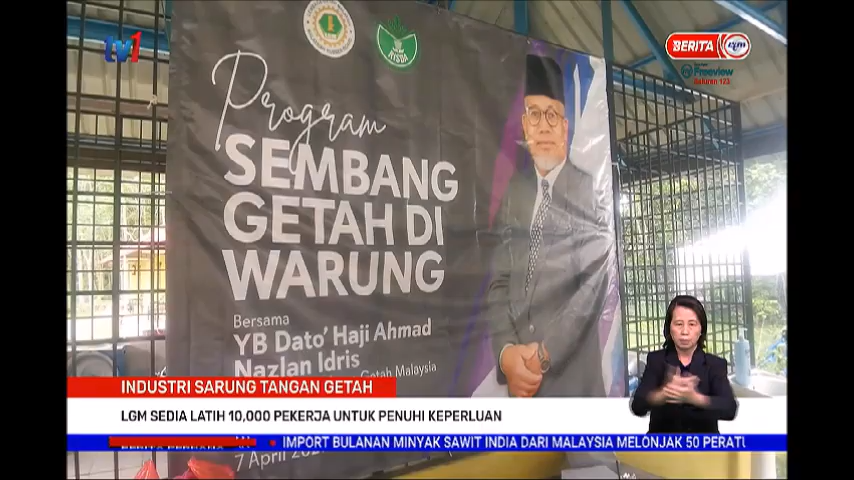 tv1
BERITA rtm
Freeview
Saluran 123
RISDA
Program
SEMBANG
GETAH DI
WARUNG
Bersama
YB Dato' Haji Ahmad
Nazlan Idris
Getah Malaysia
INDUSTRI SARUNG TANGAN GETAH
LGM SEDIA LATIH 10,000 PEKERJA UNTUK PENUHI KEPERLUAN
IMPORT BULANAN MINYAK SAWIT INDIA DARI MALAYSIA MELONJAK 50 PERATU
7 April